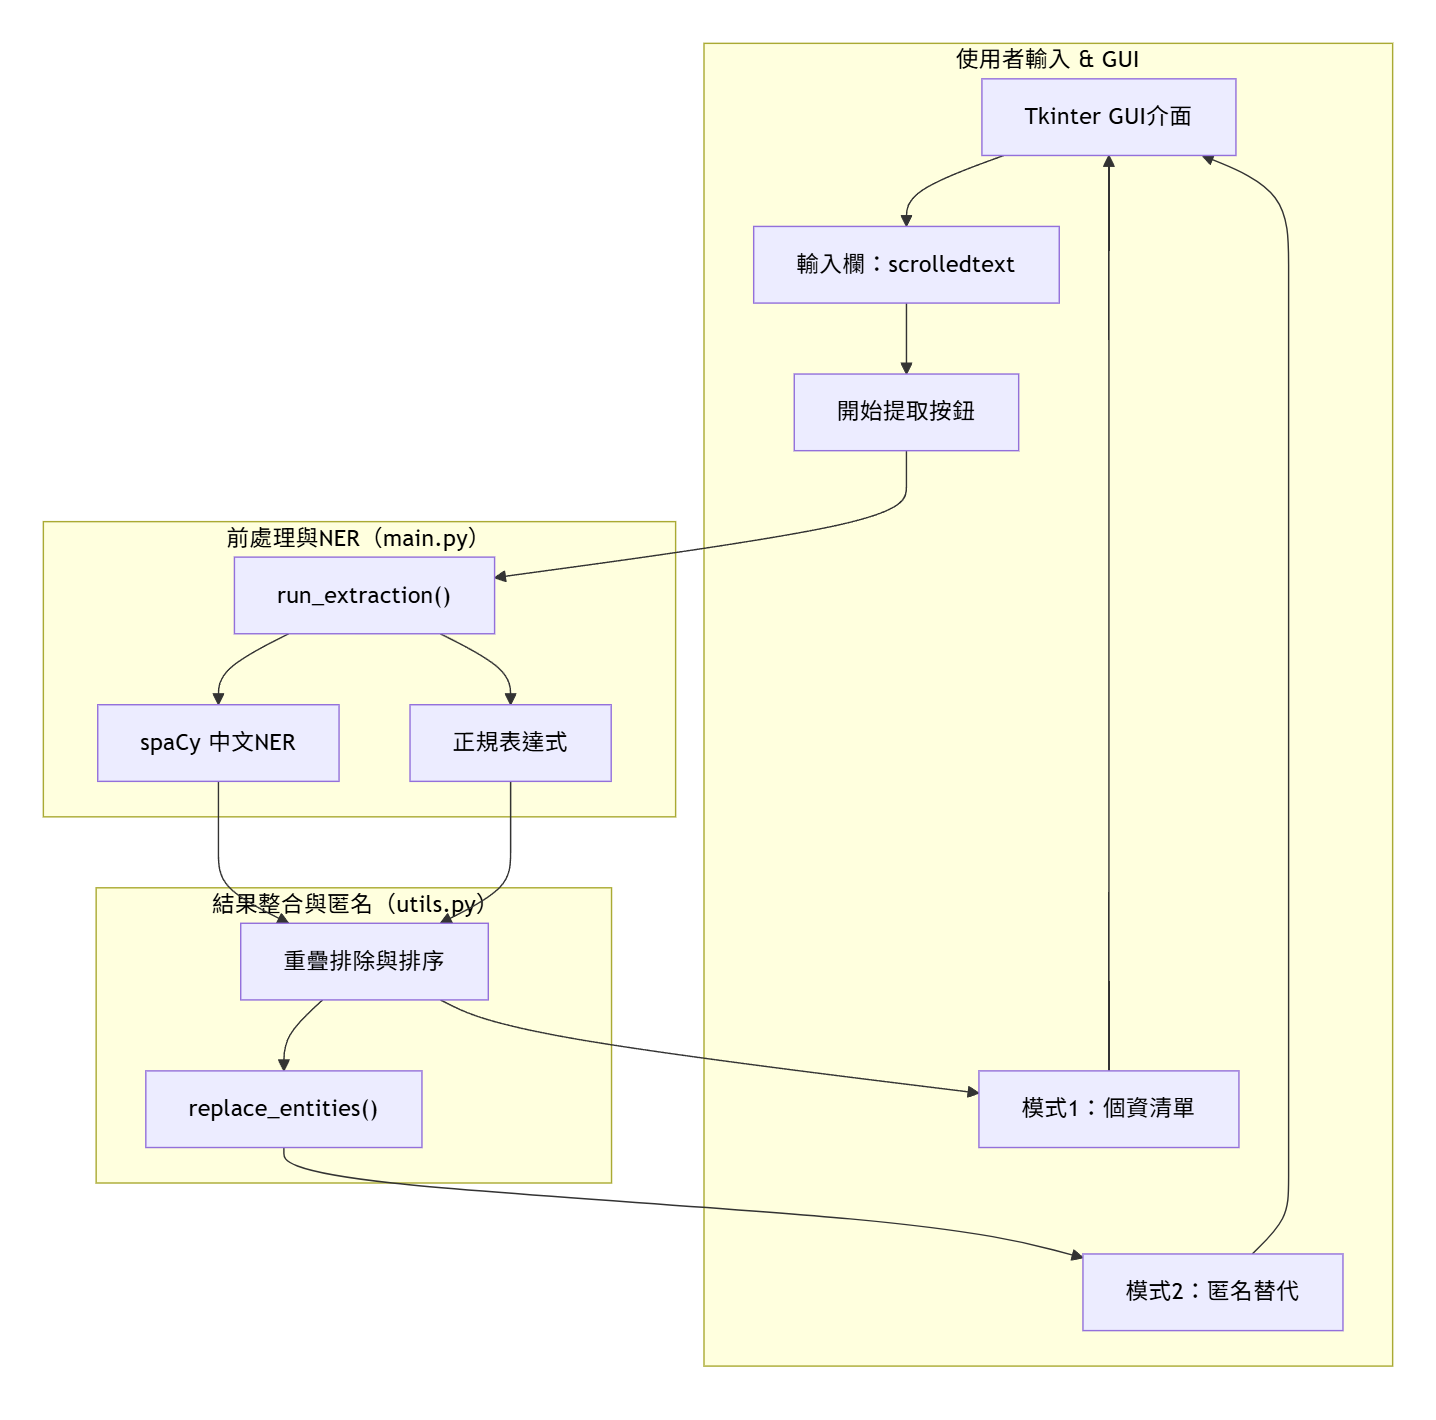 使用者輸入 & GUI
Tkinter GUI介面
輸入欄：scrolledtext
開始提取按鈕
前處理與NER（main.py）
run_extraction()
spaCy 中文NER
正規表達式
結果整合與匿名（utils.py）
重疊排除與排序
replace_entities()
模式1：個資清單
模式2：匿名替代